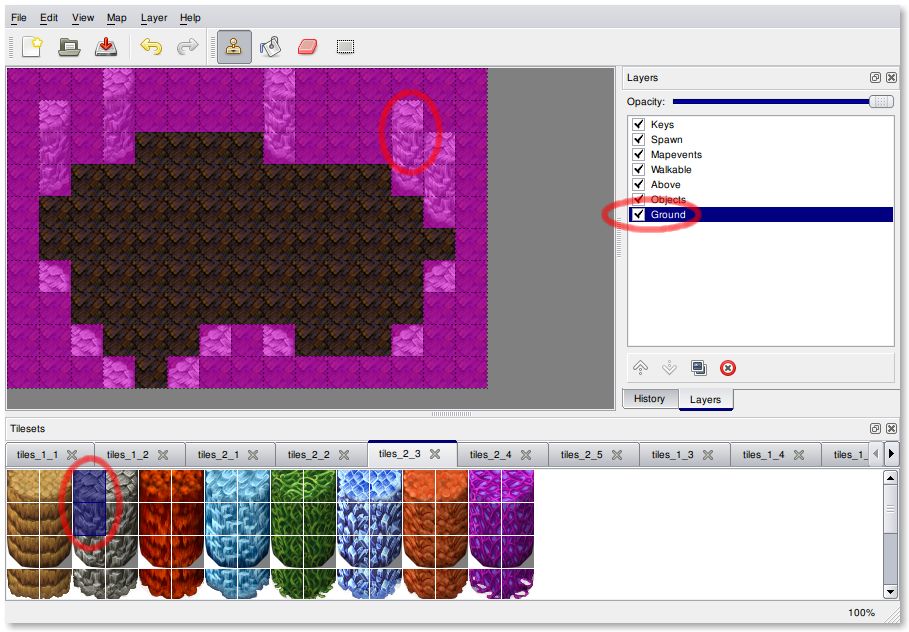 File Edit View Map Layer Help
Layers
Opacity:
Keys
Spawn
Mapevents
Walkable
Above
Objects
Ground
History Layers
Tilesets
tiles_1_1 tiles_1_2 tiles_2_1 tiles_2_2 tiles_2_3 tiles_2_4 tiles_2_5 tiles_1_3 tiles_1_4 tiles_1_
100%